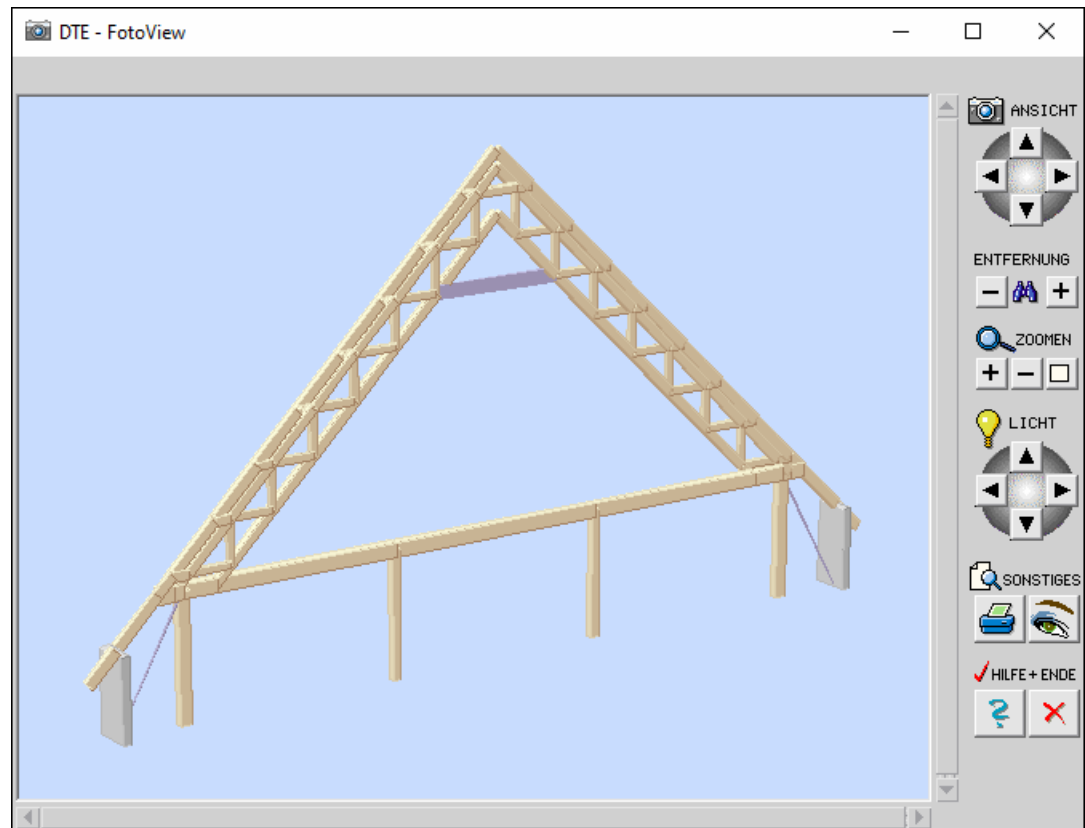 DTE - FotoView
ANSICHT
ENTFERNUNG
ZOOMEN
LICHT
SONSTIGES
HILFE + ENDE